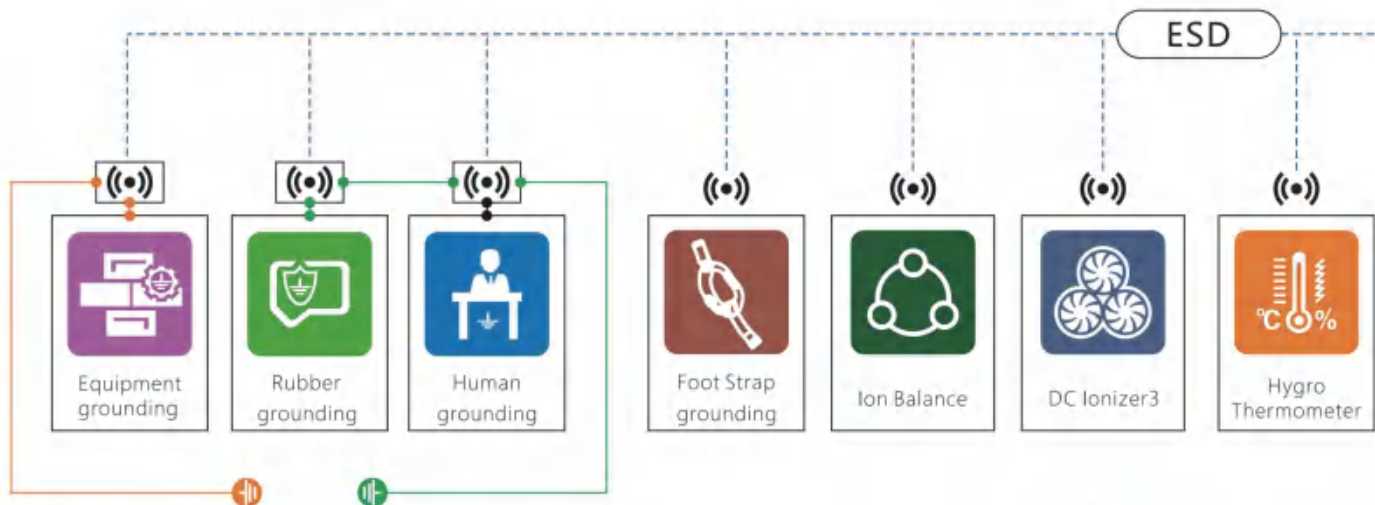 ESD
Equipment
grounding
Rubber
grounding
Human
grounding
Foot Strap
grounding
Ion Balance
DC Ionizer3
°C %
Hygro
Thermometer